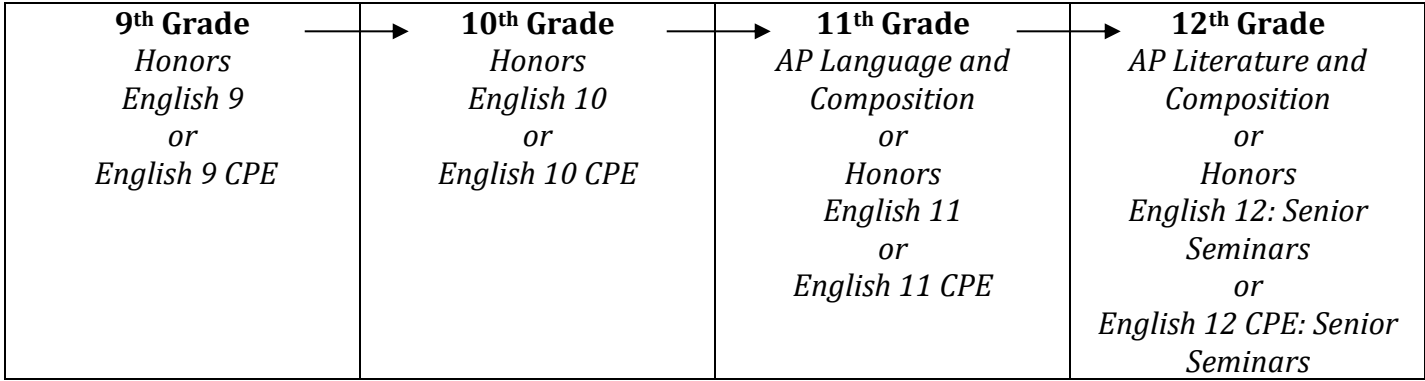 9th Grade
Honors
English 9
or
English 9 CPE
10th Grade
Honors
English 10
or
English 10 CPE
11th Grade
AP Language and
Composition
or
Honors
English 11
or
English 11 CPE
12th Grade
AP Literature and
Composition
or
Honors
English 12: Senior
Seminars
or
English 12 CPE: Senior
Seminars